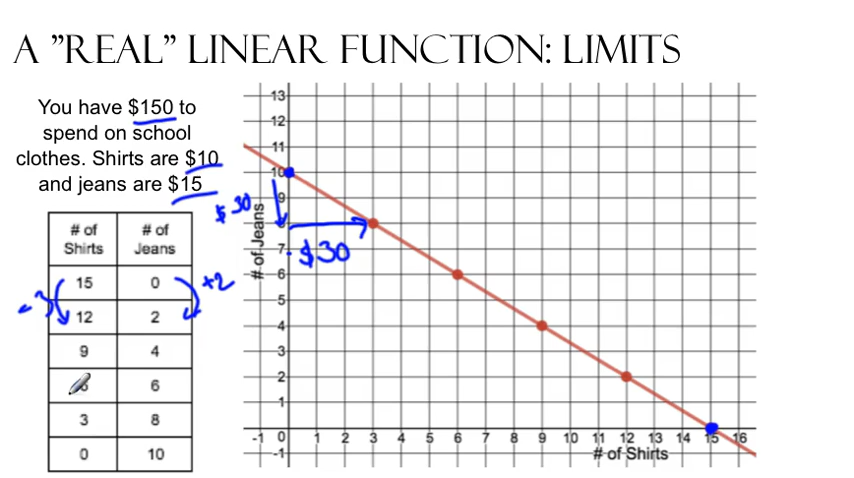 A "REAL" LINEAR FUNCTION: LIMITS
You have $150 to
spend on school
clothes. Shirts are $10
and jeans are $15
# of Shirts # of Jeans
15 0
12 2
9 4
6
3 8
0 10
-3
+2
$30
$30
# of Jeans
13
12
11
10
9
8
7
6
5
4
3
2
1
-1 0 1 2 3 4 5 6 7 8 9 10 11 12 13 14 15 16
-1
# of Shirts